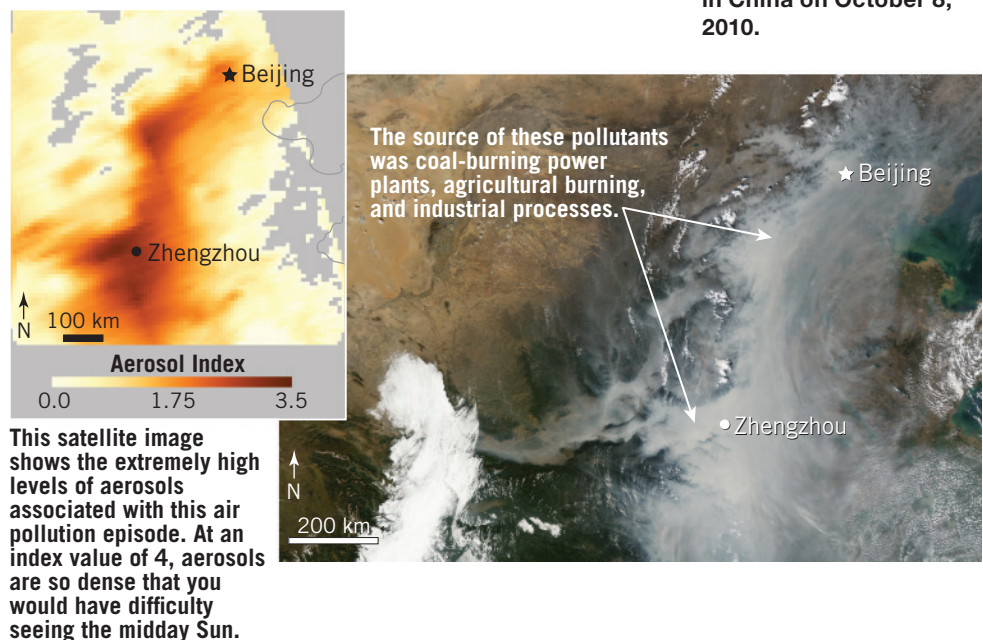 in China on October 8,
2010.
Beijing
Zhengzhou
N
100 km
Aerosol Index
0.0 1.75 3.5
This satellite image
shows the extremely high
levels of aerosols
associated with this air
pollution episode. At an
index value of 4, aerosols
are so dense that you
would have difficulty
seeing the midday Sun.
The source of these pollutants
was coal-burning power
plants, agricultural burning,
and industrial processes.
Beijing
Zhengzhou
N
200 km